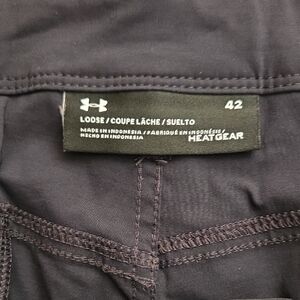 42
LOOSE/COUPE LÂCHE/SUELTO
MADE IN INDONESIA/FABRIQUÉ EN INDONÉSIE/
HECHO EN INDONESIA
HEATGEAR